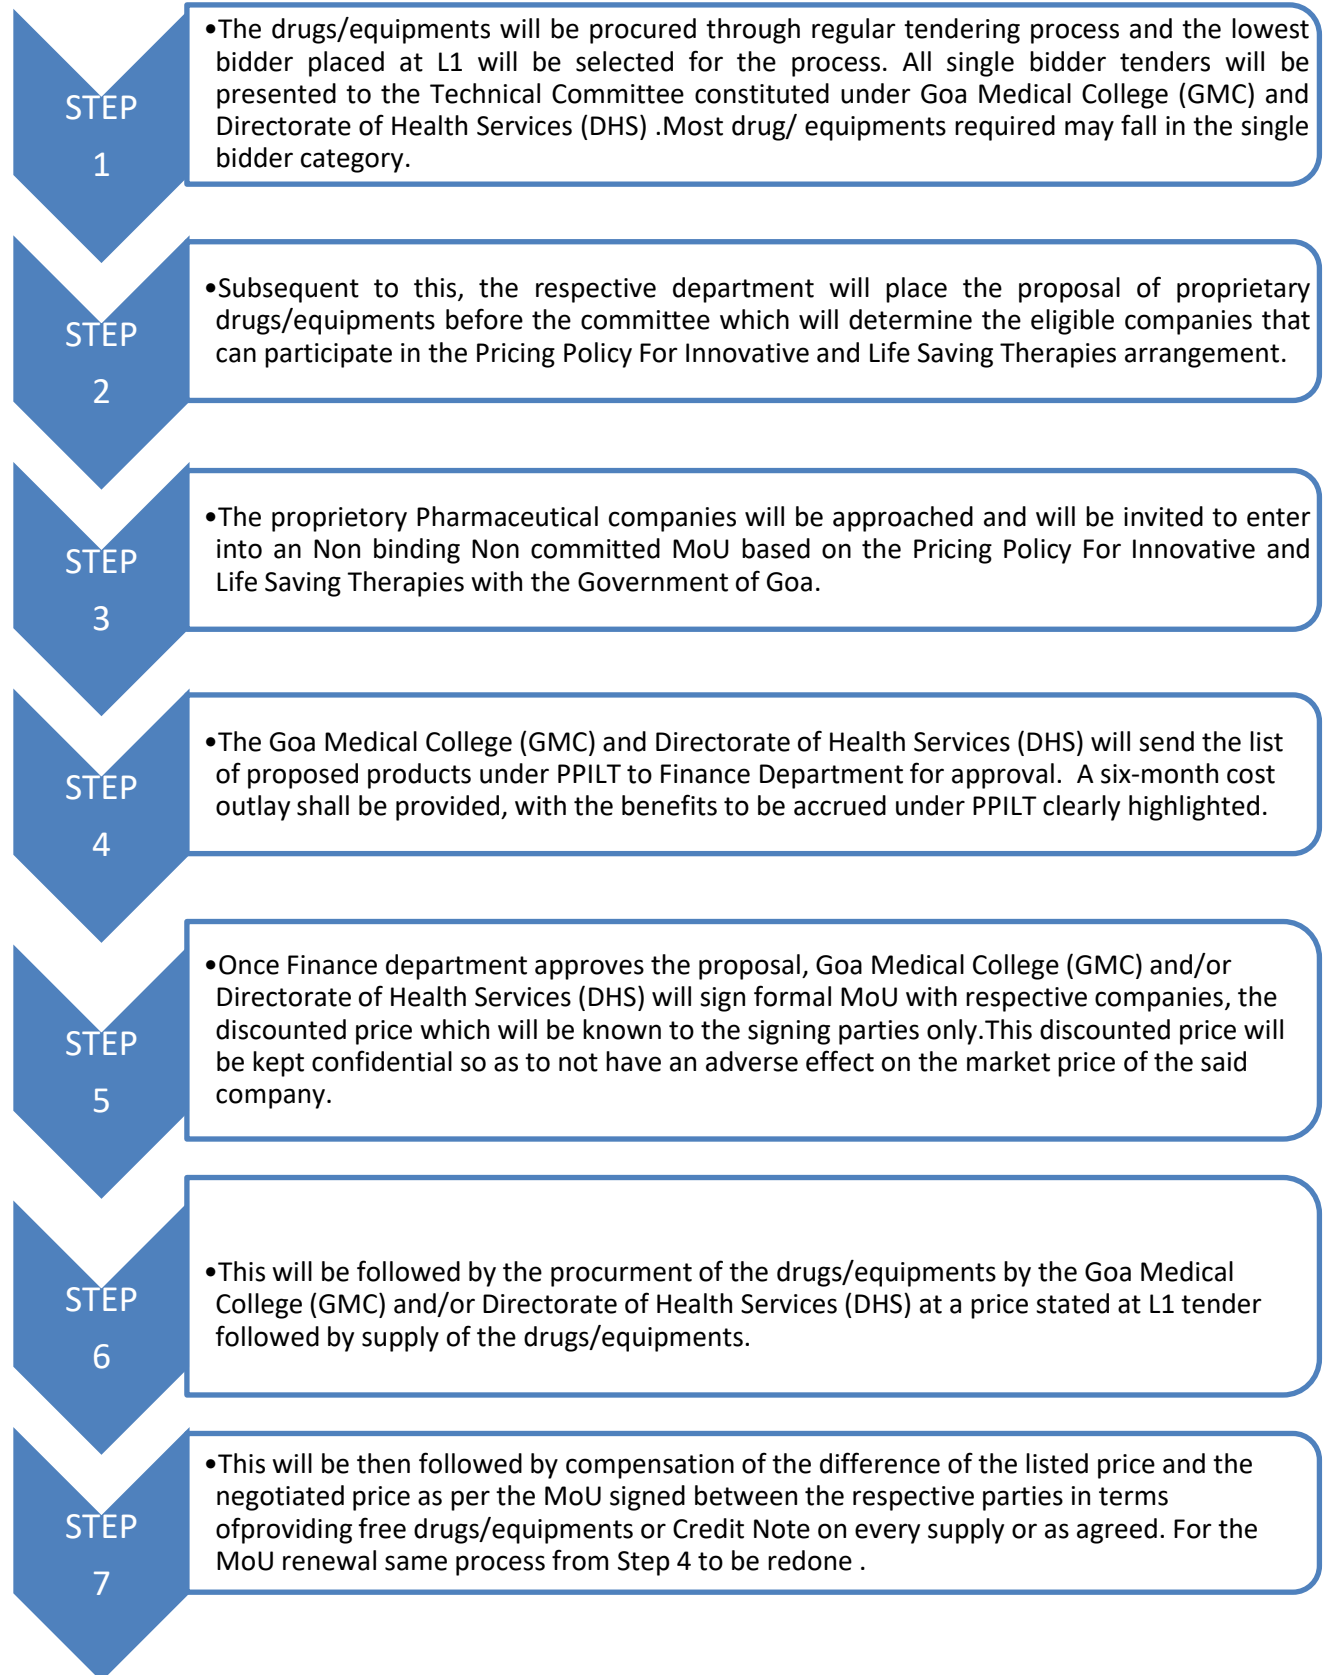 STEP
1
•The drugs/equipments will be procured through regular tendering process and the lowest
bidder placed at L1 will be selected for the process. All single bidder tenders will be
presented to the Technical Committee constituted under Goa Medical College (GMC) and
Directorate of Health Services (DHS) .Most drug/ equipments required may fall in the single
bidder category.
STEP
2
•Subsequent to this, the respective department will place the proposal of proprietary
drugs/equipments before the committee which will determine the eligible companies that
can participate in the Pricing Policy For Innovative and Life Saving Therapies arrangement.
STEP
3
•The proprietory Pharmaceutical companies will be approached and will be invited to enter
into an Non binding Non committed MoU based on the Pricing Policy For Innovative and
Life Saving Therapies with the Government of Goa.
STEP
4
•The Goa Medical College (GMC) and Directorate of Health Services (DHS) will send the list
of proposed products under PPILT to Finance Department for approval.  A six-month cost
outlay shall be provided, with the benefits to be accrued under PPILT clearly highlighted.
STEP
5
•Once Finance department approves the proposal, Goa Medical College (GMC) and/or
Directorate of Health Services (DHS) will sign formal MoU with respective companies, the
discounted price which will be known to the signing parties only.This discounted price will
be kept confidential so as to not have an adverse effect on the market price of the said
company.
STEP
6
•This will be followed by the procurment of the drugs/equipments by the Goa Medical
College (GMC) and/or Directorate of Health Services (DHS) at a price stated at L1 tender
followed by supply of the drugs/equipments.
STEP
7
•This will be then followed by compensation of the difference of the listed price and the
negotiated price as per the MoU signed between the respective parties in terms
ofproviding free drugs/equipments or Credit Note on every supply or as agreed. For the
MoU renewal same process from Step 4 to be redone .